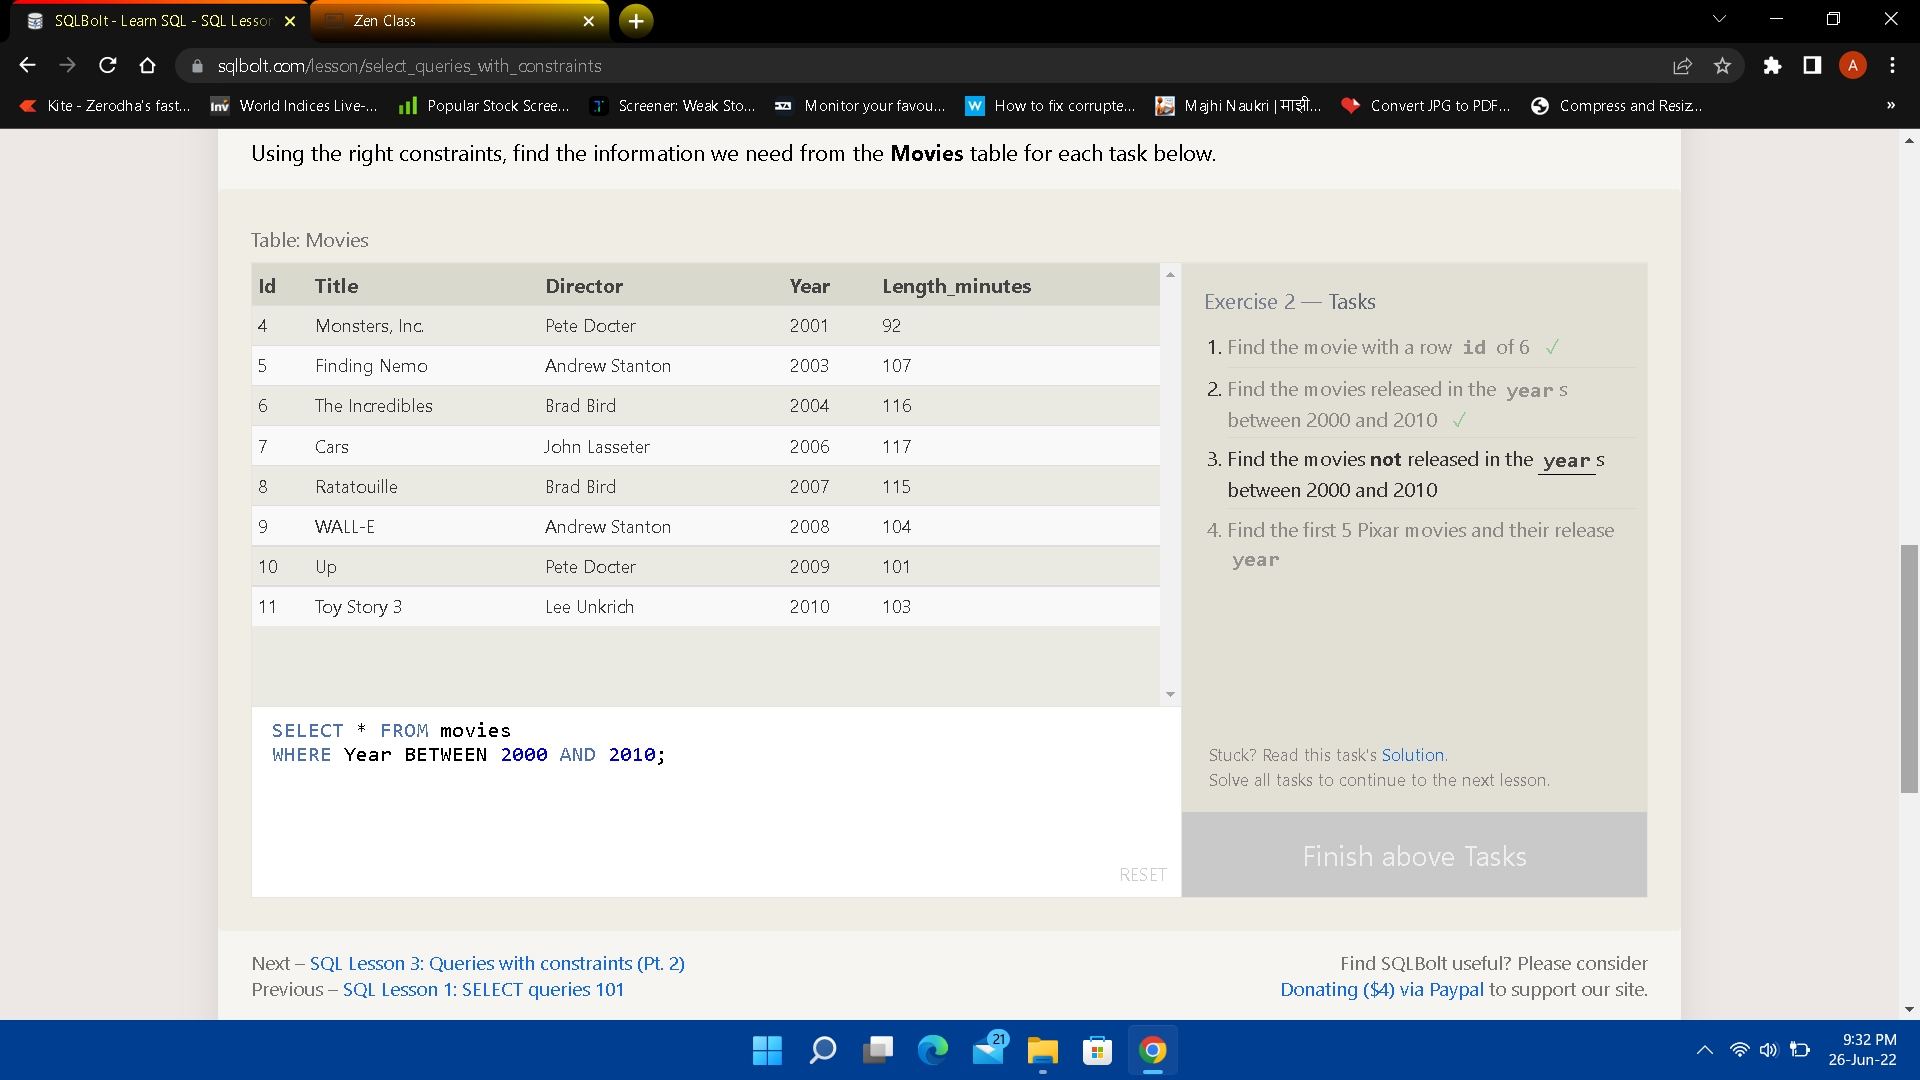 SQLBolt - Learn SQL - SQL Lesson
Zen Class
sqlbolt.com/lesson/select_queries_with_constraints
A
Kite - Zerodha's fast...
Inv World Indices Live-...
Popular Stock Scree...
Screener: Weak Sto...
Monitor your favou...
W How to fix corrupte...
Majhi Naukri | माझी...
Convert JPG to PDF...
Compress and Resiz...
»
Using the right constraints, find the information we need from the Movies table for each task below.
Table: Movies
Id Title Director Year Length_minutes
4 Monsters, Inc. Pete Docter 2001 92
5 Finding Nemo Andrew Stanton 2003 107
6 The Incredibles Brad Bird 2004 116
7 Cars John Lasseter 2006 117
8 Ratatouille Brad Bird 2007 115
9 WALL-E Andrew Stanton 2008 104
10 Up Pete Docter 2009 101
11 Toy Story 3 Lee Unkrich 2010 103
SELECT * FROM movies
WHERE Year BETWEEN 2000 AND 2010;
RESET
Exercise 2 — Tasks
1. Find the movie with a row id of 6 ✓
2. Find the movies released in the year s
between 2000 and 2010 ✓
3. Find the movies not released in the year s
between 2000 and 2010
4. Find the first 5 Pixar movies and their release
year
Stuck? Read this task's Solution.
Solve all tasks to continue to the next lesson.
Finish above Tasks
Next – SQL Lesson 3: Queries with constraints (Pt. 2)
Previous – SQL Lesson 1: SELECT queries 101
Find SQLBolt useful? Please consider
Donating ($4) via Paypal to support our site.
21
9:32 PM
26-Jun-22